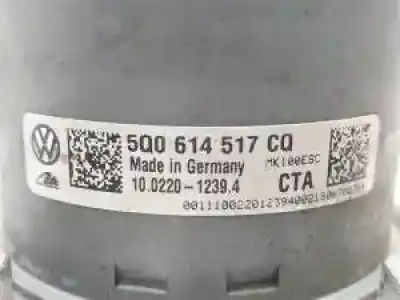 5Q0 614 517 CQ
Made in Germany
MK100ESC
10.0220-1239.4
CTA